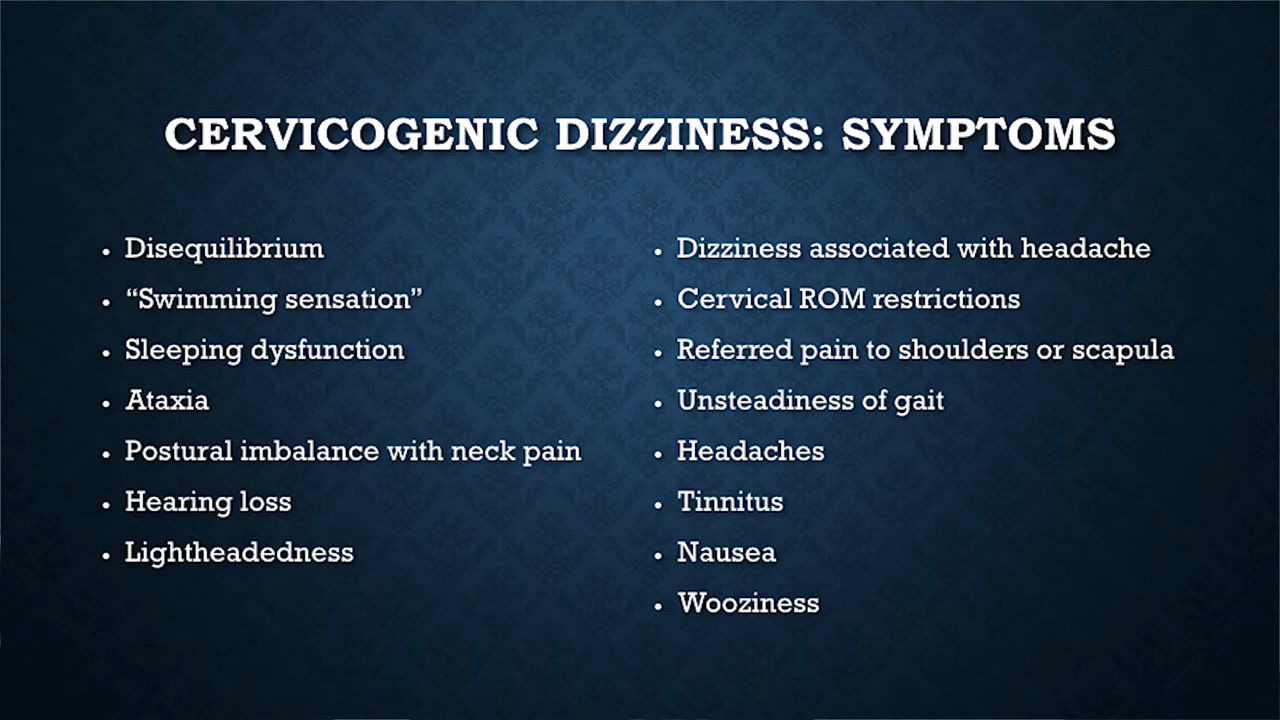 CERVICOGENIC DIZZINESS: SYMPTOMS
• Disequilibrium
• “Swimming sensation”
• Sleeping dysfunction
• Ataxia
• Postural imbalance with neck pain
• Hearing loss
• Lightheadedness
• Dizziness associated with headache
• Cervical ROM restrictions
• Referred pain to shoulders or scapula
• Unsteadiness of gait
• Headaches
• Tinnitus
• Nausea
• Wooziness